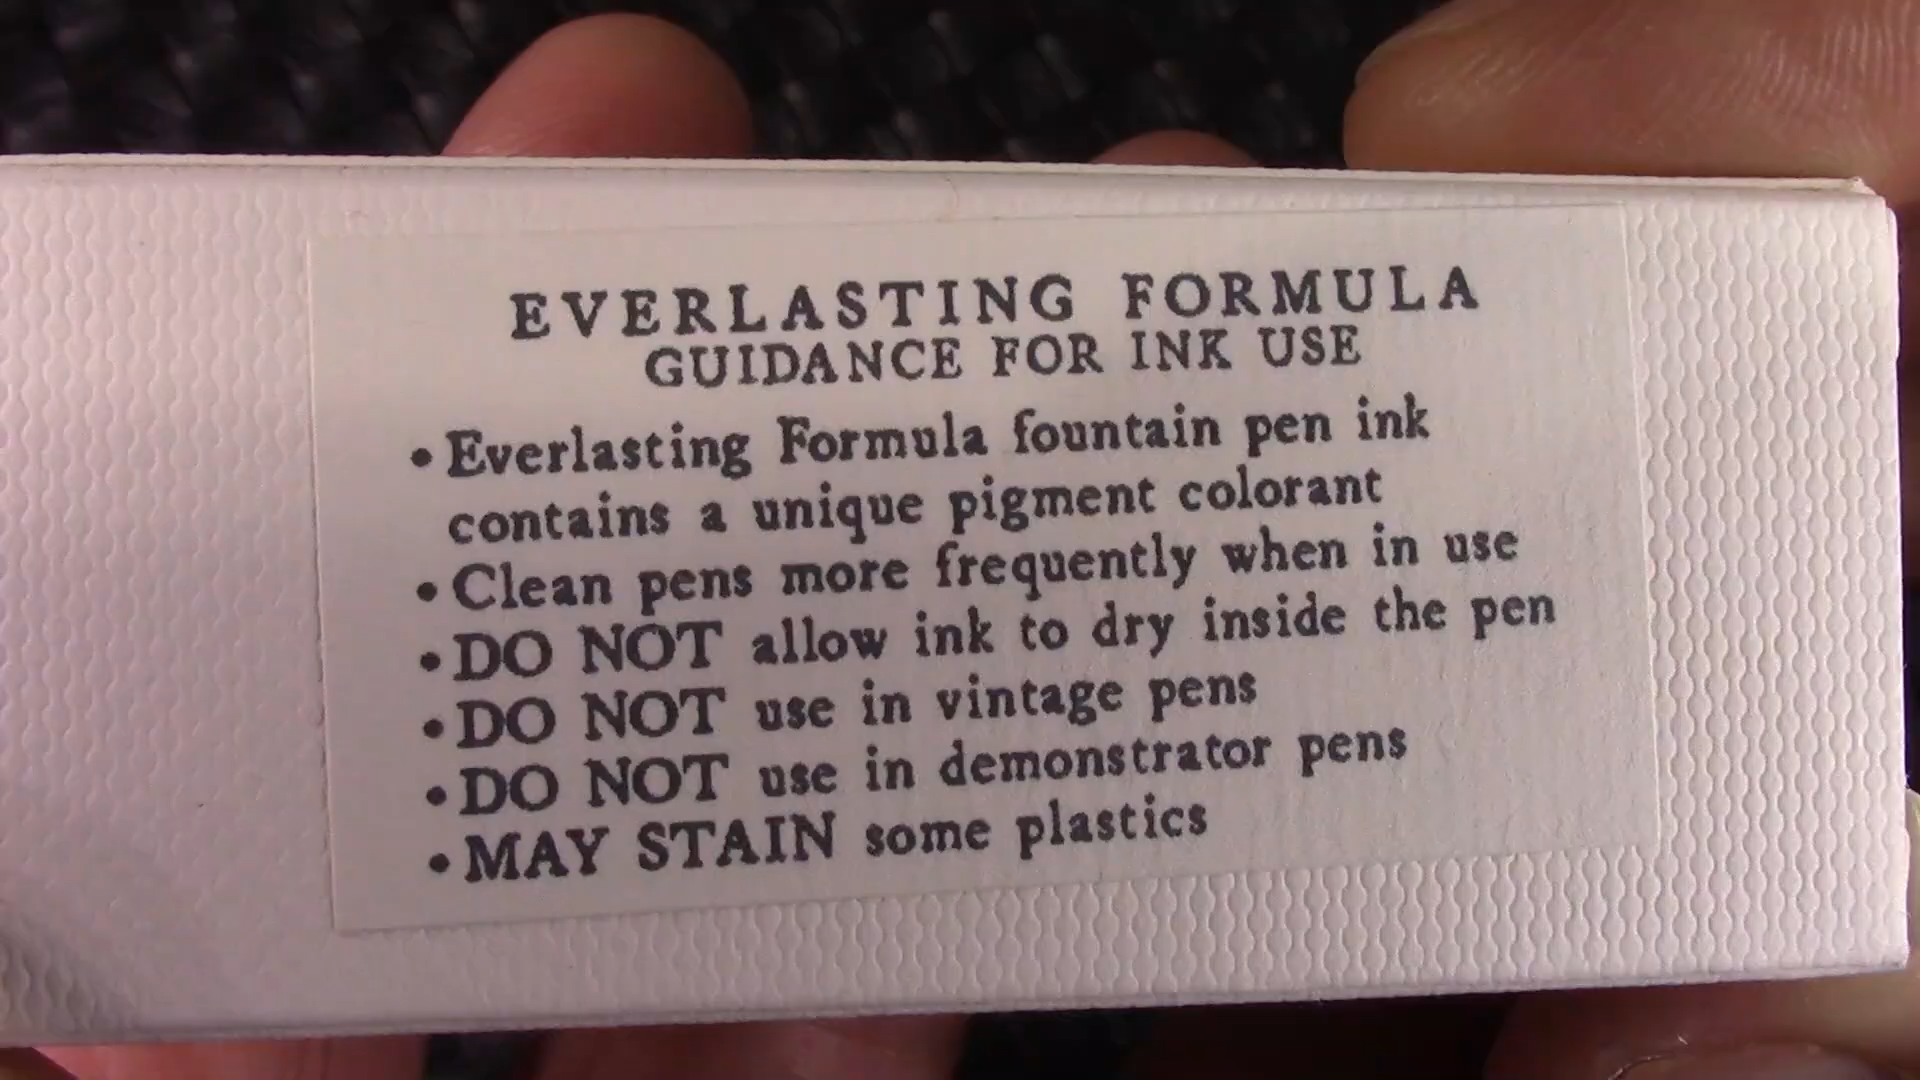 EVERLASTING FORMULA
GUIDANCE FOR INK USE
• Everlasting Formula fountain pen ink
contains a unique pigment colorant
• Clean pens more frequently when in use
• DO NOT allow ink to dry inside the pen
• DO NOT use in vintage pens
• DO NOT use in demonstrator pens
• MAY STAIN some plastics